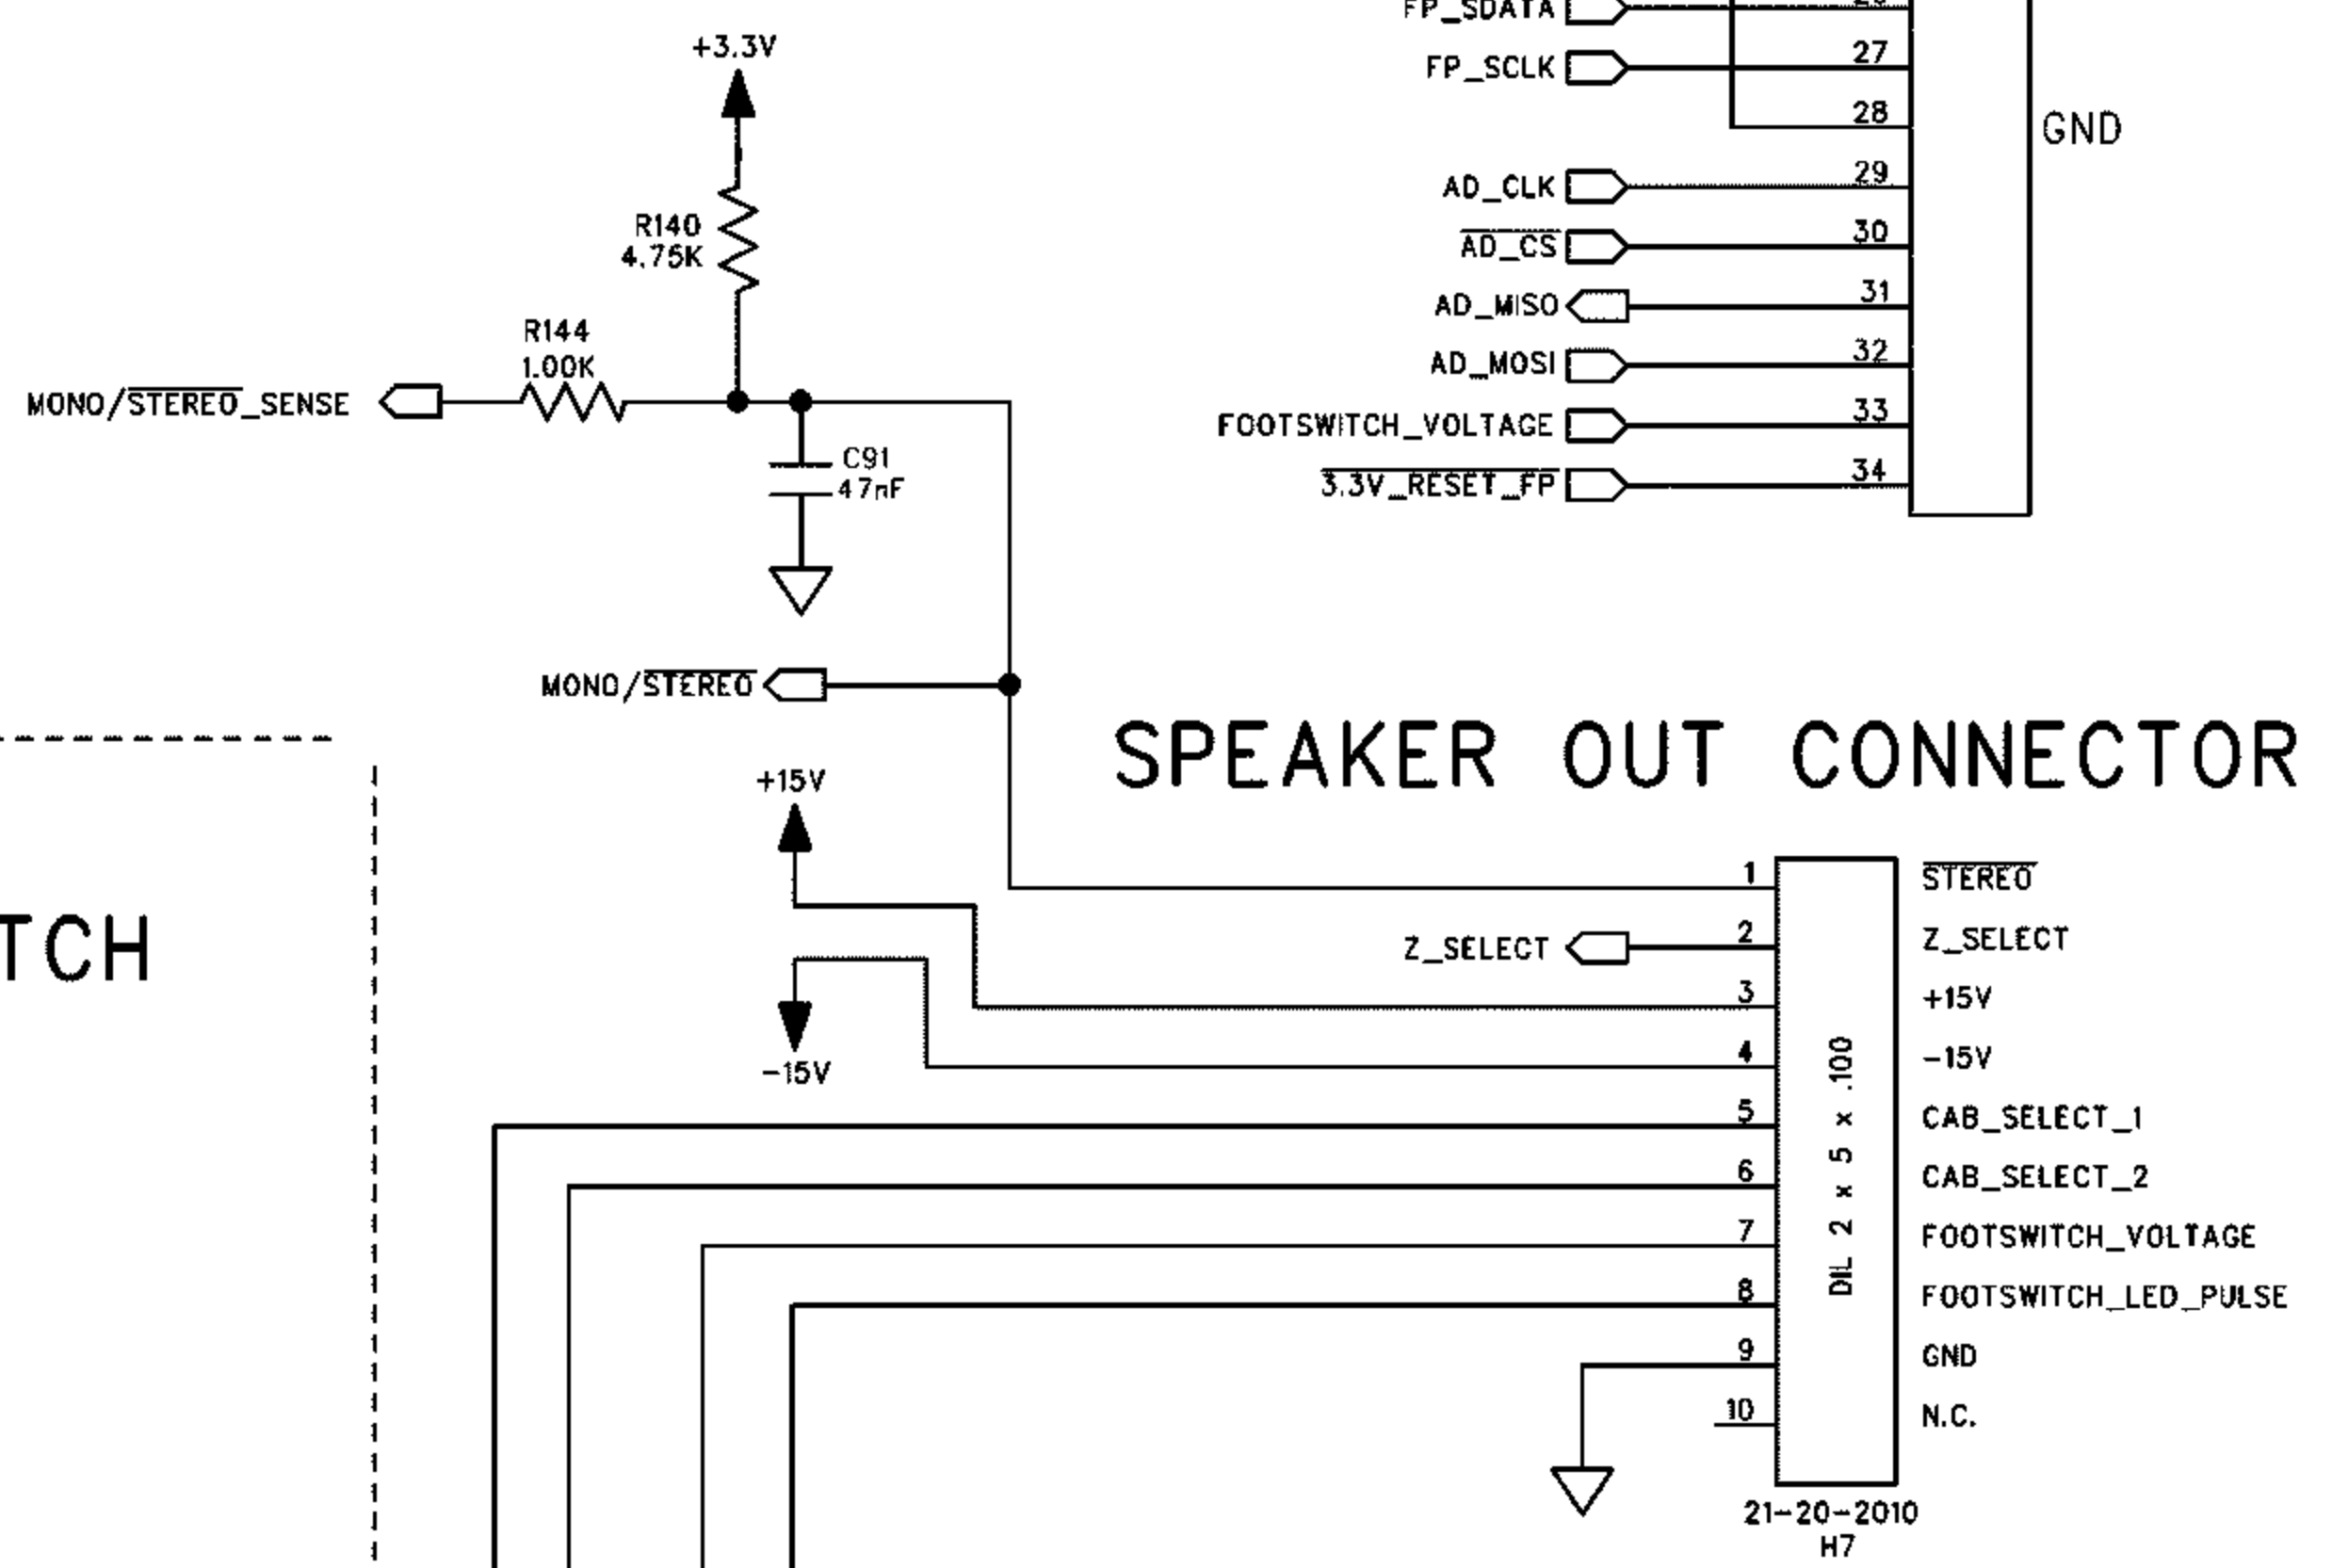 +3.3V
R140
4.75K
R144
1.00K
MONO/STEREO_SENSE
C91
47nF
MONO/STEREO
FP_SDATA
FP_SCLK
27
28
GND
AD_CLK
29
AD_CS
30
AD_MISO
31
AD_MOSI
32
FOOTSWITCH_VOLTAGE
33
3.3V_RESET_FP
34
TCH
SPEAKER OUT CONNECTOR
+15V
-15V
1
STEREO
Z_SELECT
2
Z_SELECT
3
+15V
4
-15V
5
CAB_SELECT_1
6
CAB_SELECT_2
7
FOOTSWITCH_VOLTAGE
8
FOOTSWITCH_LED_PULSE
9
GND
10
N.C.
DIL 2 x 5 x .100
21-20-2010
H7